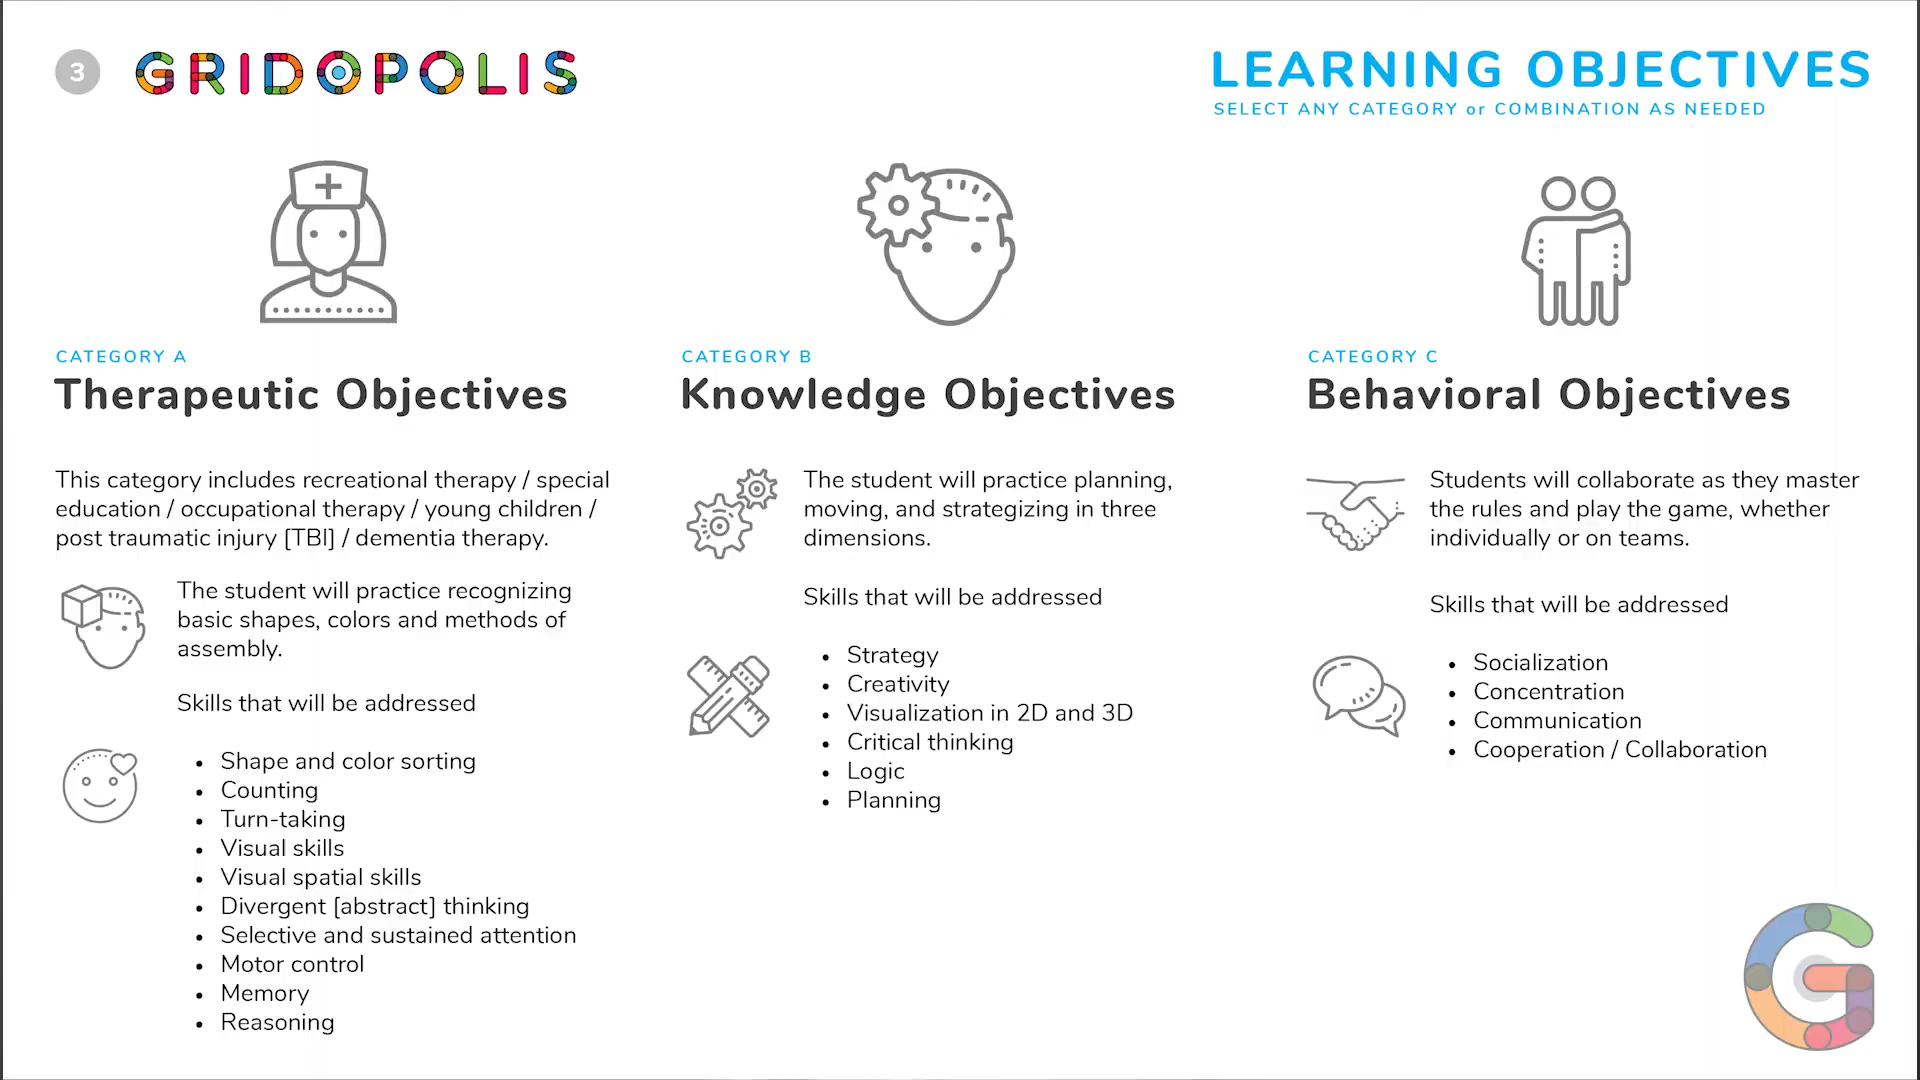 3
GRIDOPOLIS
LEARNING OBJECTIVES
SELECT ANY CATEGORY or COMBINATION AS NEEDED
CATEGORY A
Therapeutic Objectives
This category includes recreational therapy / special
education / occupational therapy / young children /
post traumatic injury [TBI] / dementia therapy.
The student will practice recognizing
basic shapes, colors and methods of
assembly.
Skills that will be addressed
• Shape and color sorting
• Counting
• Turn-taking
• Visual skills
• Visual spatial skills
• Divergent [abstract] thinking
• Selective and sustained attention
• Motor control
• Memory
• Reasoning
CATEGORY B
Knowledge Objectives
The student will practice planning,
moving, and strategizing in three
dimensions.
Skills that will be addressed
• Strategy
• Creativity
• Visualization in 2D and 3D
• Critical thinking
• Logic
• Planning
CATEGORY C
Behavioral Objectives
Students will collaborate as they master
the rules and play the game, whether
individually or on teams.
Skills that will be addressed
• Socialization
• Concentration
• Communication
• Cooperation / Collaboration
G